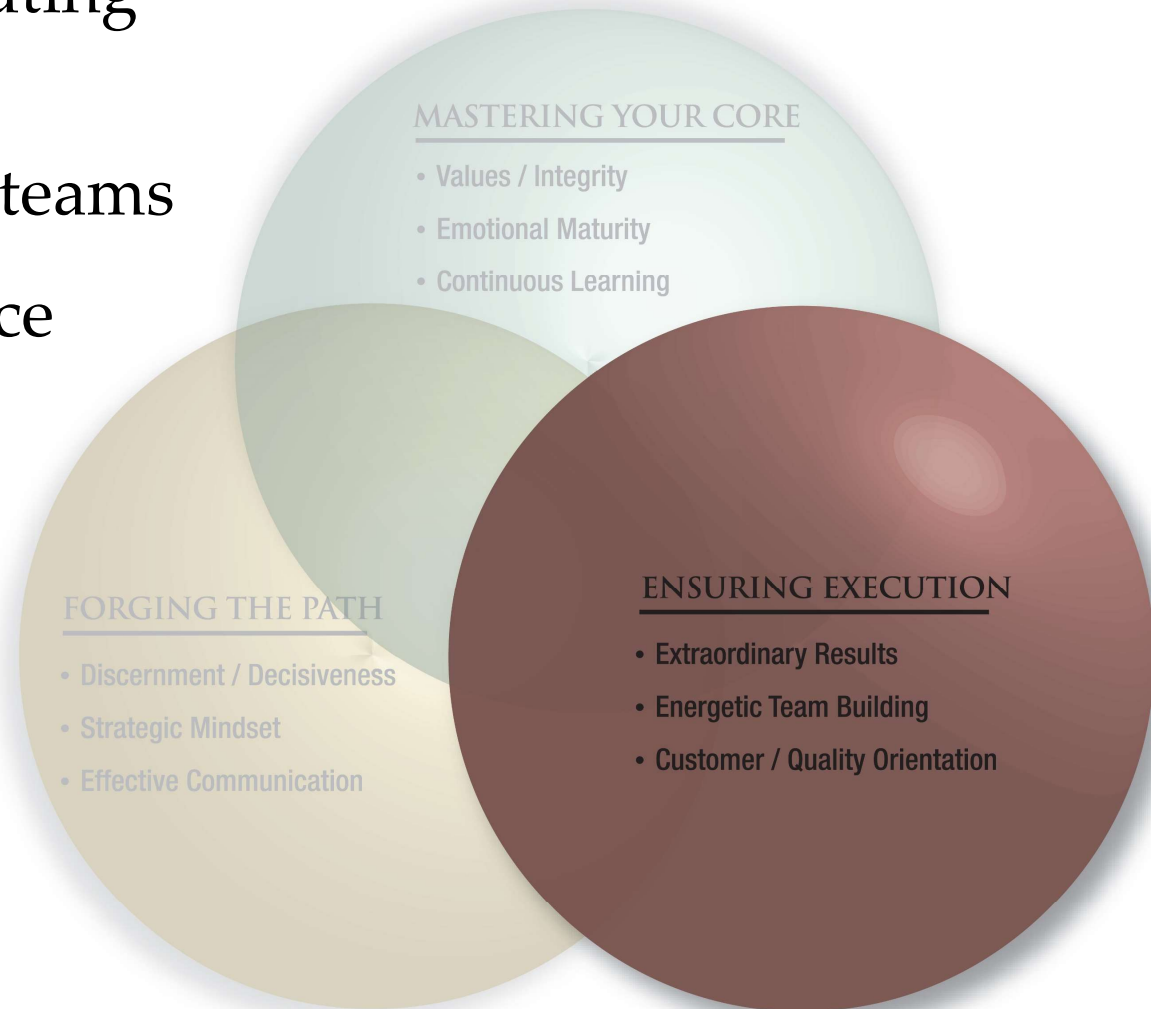 teams
MASTERING YOUR CORE
• Values / Integrity
• Emotional Maturity
• Continuous Learning
FORGING THE PATH
• Discernment / Decisiveness
• Strategic Mindset
• Effective Communication
ENSURING EXECUTION
• Extraordinary Results
• Energetic Team Building
• Customer / Quality Orientation